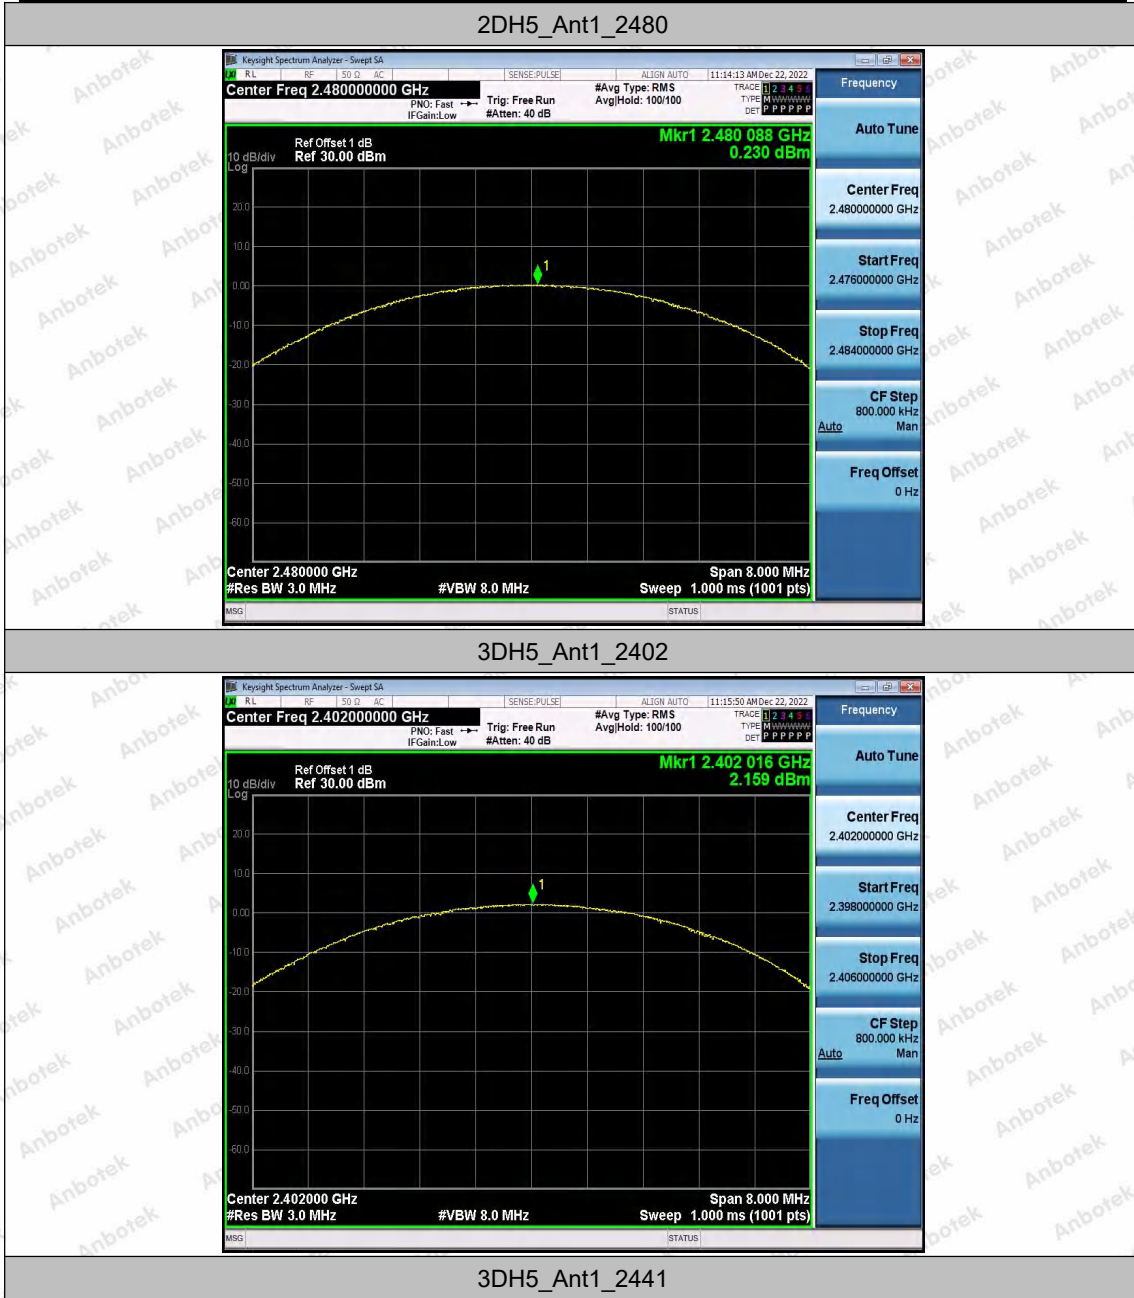 2DH5_Ant1_2480
Keysight Spectrum Analyzer - Swept SA
RL RF 50 Ω AC SENSE:PULSE ALIGN AUTO 11:14:13 AM Dec 22, 2022
Center Freq 2.480000000 GHz
PNO: Fast
IFGain:Low
Trig: Free Run
#Atten: 40 dB
#Avg Type: RMS
Avg|Hold: 100/100
TRACE 1 2 3 4 5 6
TYPE MWWWWW
DET P P P P P P
Mkr1 2.480 088 GHz
0.230 dBm
Ref Offset 1 dB
10 dB/div Ref 30.00 dBm
Log
20.0
10.0
0.00
-10.0
-20.0
-30.0
-40.0
-50.0
-60.0
1
Center 2.480000 GHz Span 8.000 MHz
#Res BW 3.0 MHz #VBW 8.0 MHz Sweep 1.000 ms (1001 pts)
MSG STATUS
Frequency
Auto Tune
Center Freq
2.480000000 GHz
Start Freq
2.476000000 GHz
Stop Freq
2.484000000 GHz
CF Step
800.000 kHz
Auto Man
Freq Offset
0 Hz
3DH5_Ant1_2402
Keysight Spectrum Analyzer - Swept SA
RL RF 50 Ω AC SENSE:PULSE ALIGN AUTO 11:15:50 AM Dec 22, 2022
Center Freq 2.402000000 GHz
PNO: Fast
IFGain:Low
Trig: Free Run
#Atten: 40 dB
#Avg Type: RMS
Avg|Hold: 100/100
TRACE 1 2 3 4 5 6
TYPE MWWWWW
DET P P P P P P
Mkr1 2.402 016 GHz
2.159 dBm
Ref Offset 1 dB
10 dB/div Ref 30.00 dBm
Log
20.0
10.0
0.00
-10.0
-20.0
-30.0
-40.0
-50.0
-60.0
1
Center 2.402000 GHz Span 8.000 MHz
#Res BW 3.0 MHz #VBW 8.0 MHz Sweep 1.000 ms (1001 pts)
MSG STATUS
Frequency
Auto Tune
Center Freq
2.402000000 GHz
Start Freq
2.398000000 GHz
Stop Freq
2.406000000 GHz
CF Step
800.000 kHz
Auto Man
Freq Offset
0 Hz
3DH5_Ant1_2441
Anbotek